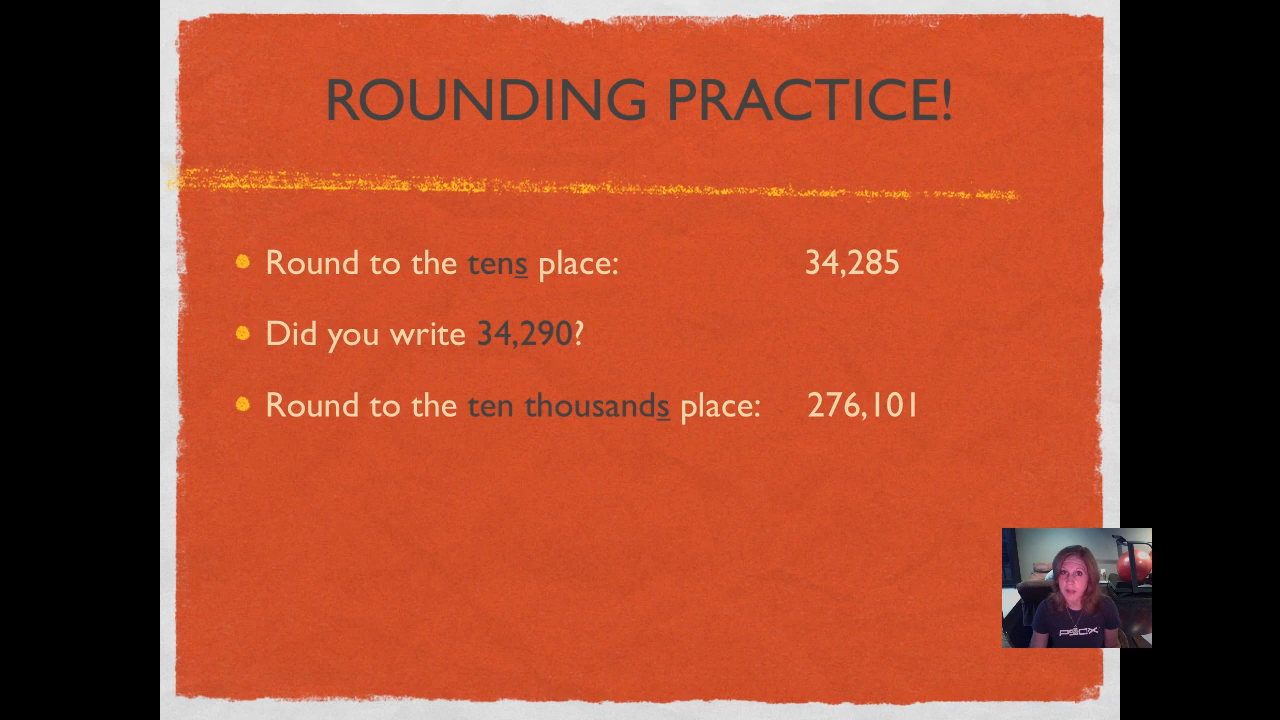 ROUNDING PRACTICE!
Round to the tens place: 34,285
Did you write 34,290?
Round to the ten thousands place: 276,101
P90X